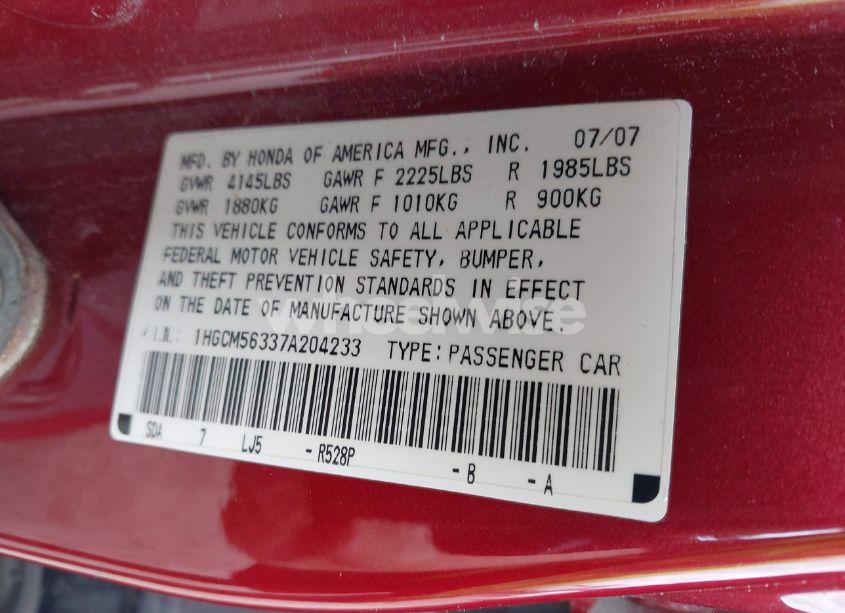 MFD. BY HONDA OF AMERICA MFG., INC. 07/07
GVWR 4145LBS GAWR F 2225LBS R 1985LBS
GVWR 1880KG GAWR F 1010KG R 900KG
THIS VEHICLE CONFORMS TO ALL APPLICABLE
FEDERAL MOTOR VEHICLE SAFETY, BUMPER,
AND THEFT PREVENTION STANDARDS IN EFFECT
ON THE DATE OF MANUFACTURE SHOWN ABOVE.
wheelwise
V.I.N.: 1HGCM56337A204233 TYPE: PASSENGER CAR
SDA 7 LJ5 -R528P -B -A